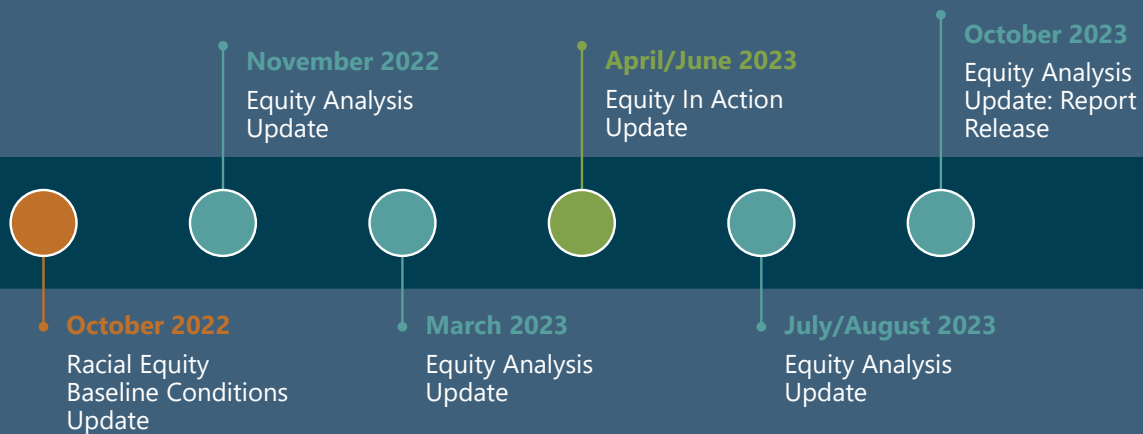 October 2022
Racial Equity
Baseline Conditions
Update
November 2022
Equity Analysis
Update
March 2023
Equity Analysis
Update
April/June 2023
Equity In Action
Update
July/August 2023
Equity Analysis
Update
October 2023
Equity Analysis
Update: Report
Release